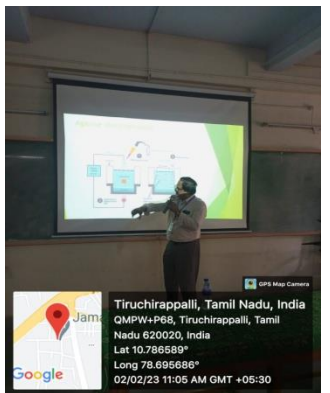 GPS Map Camera
Jama
Google
Tiruchirappalli, Tamil Nadu, India
QMPW+P68, Tiruchirappalli, Tamil
Nadu 620020, India
Lat 10.786589°
Long 78.695686°
02/02/23 11:05 AM GMT +05:30